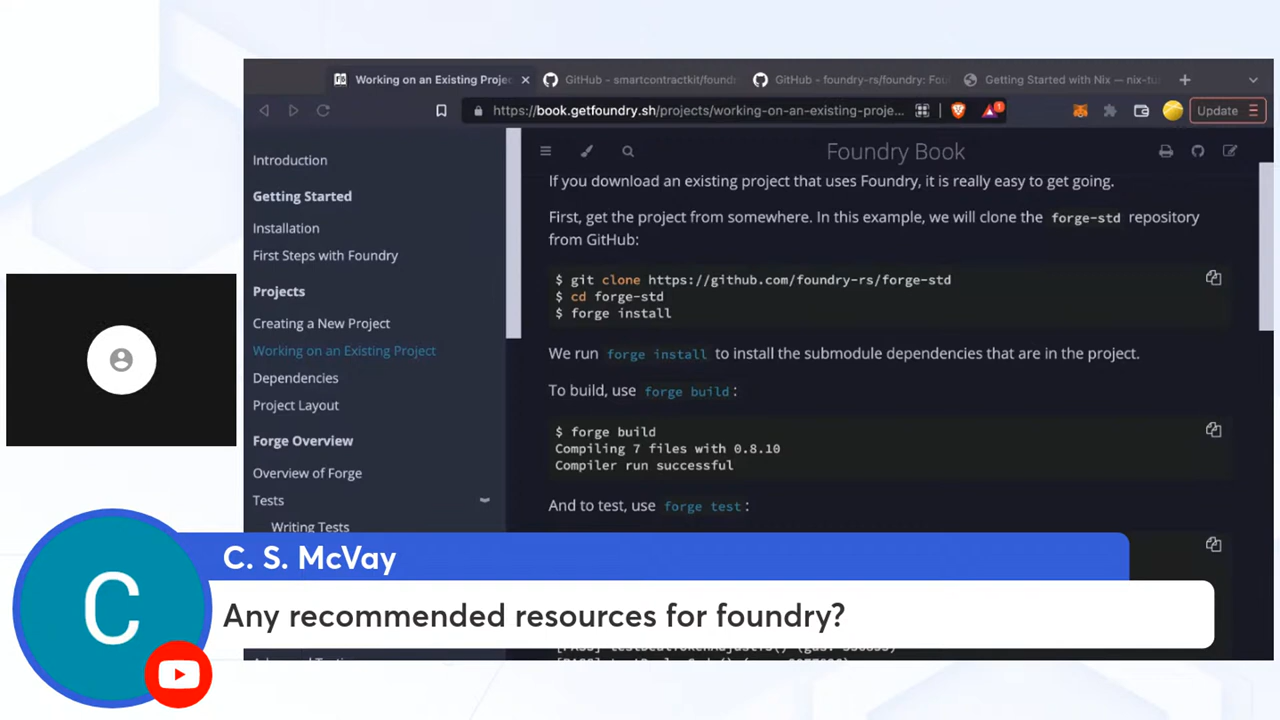 Working on an Existing Projec
GitHub - smartcontractkit/found
GitHub - foundry-rs/foundry: Fou
Getting Started with Nix — nix-tu
https://book.getfoundry.sh/projects/working-on-an-existing-proje...
1
Update
Introduction
Getting Started
Installation
First Steps with Foundry
Projects
Creating a New Project
Working on an Existing Project
Dependencies
Project Layout
Forge Overview
Overview of Forge
Tests
Writing Tests
Foundry Book
If you download an existing project that uses Foundry, it is really easy to get going.
First, get the project from somewhere. In this example, we will clone the forge-std repository
from GitHub:
$ git clone https://github.com/foundry-rs/forge-std
$ cd forge-std
$ forge install
We run forge install to install the submodule dependencies that are in the project.
To build, use forge build:
$ forge build
Compiling 7 files with 0.8.10
Compiler run successful
And to test, use forge test:
C
C. S. McVay
Any recommended resources for foundry?